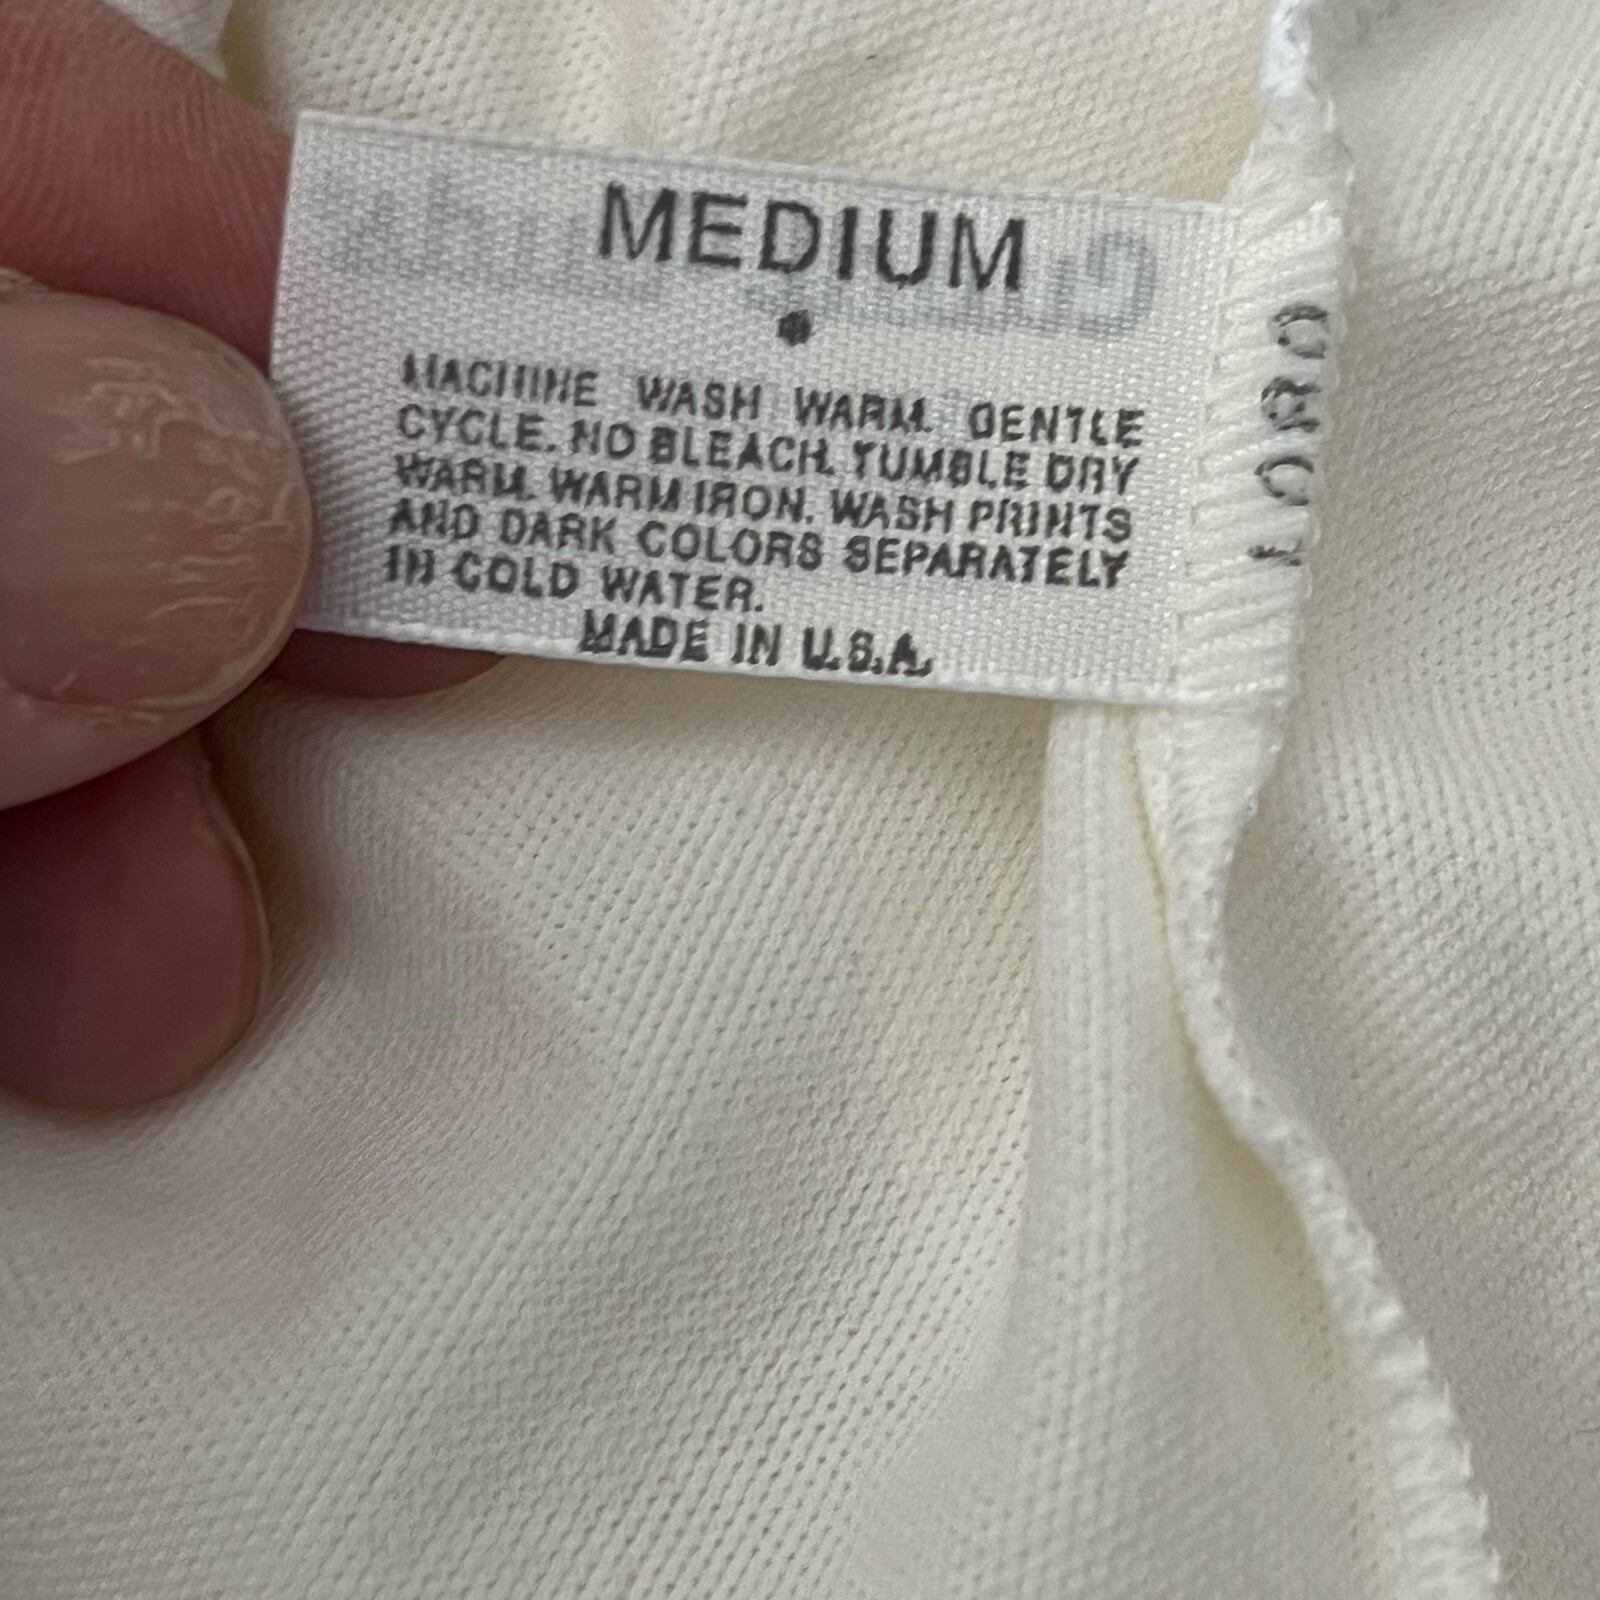 MEDIUM
MACHINE WASH WARM. GENTLE
CYCLE. NO BLEACH. TUMBLE DRY
WARM. WARM IRON. WASH PRINTS
AND DARK COLORS SEPARATELY
IN COLD WATER.
MADE IN U.S.A.